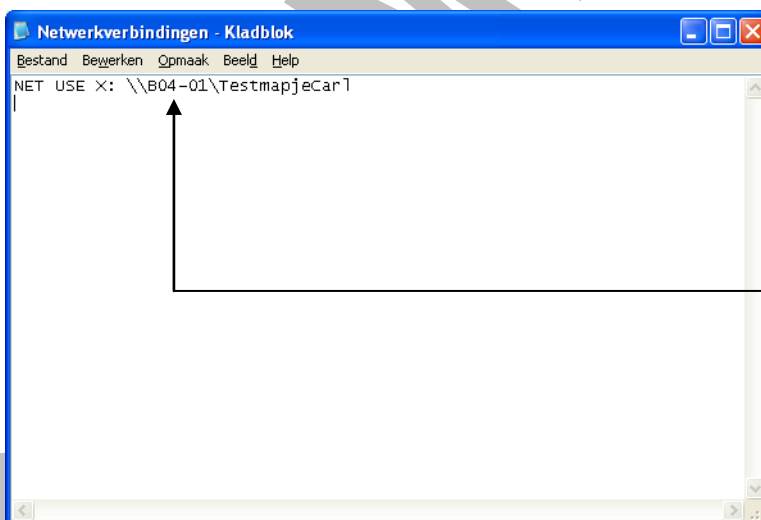 Netwerkverbindingen - Kladblok
Bestand Bewerken Opmaak Beeld Help
NET USE X: \\B04-01\TestmapjeCarl